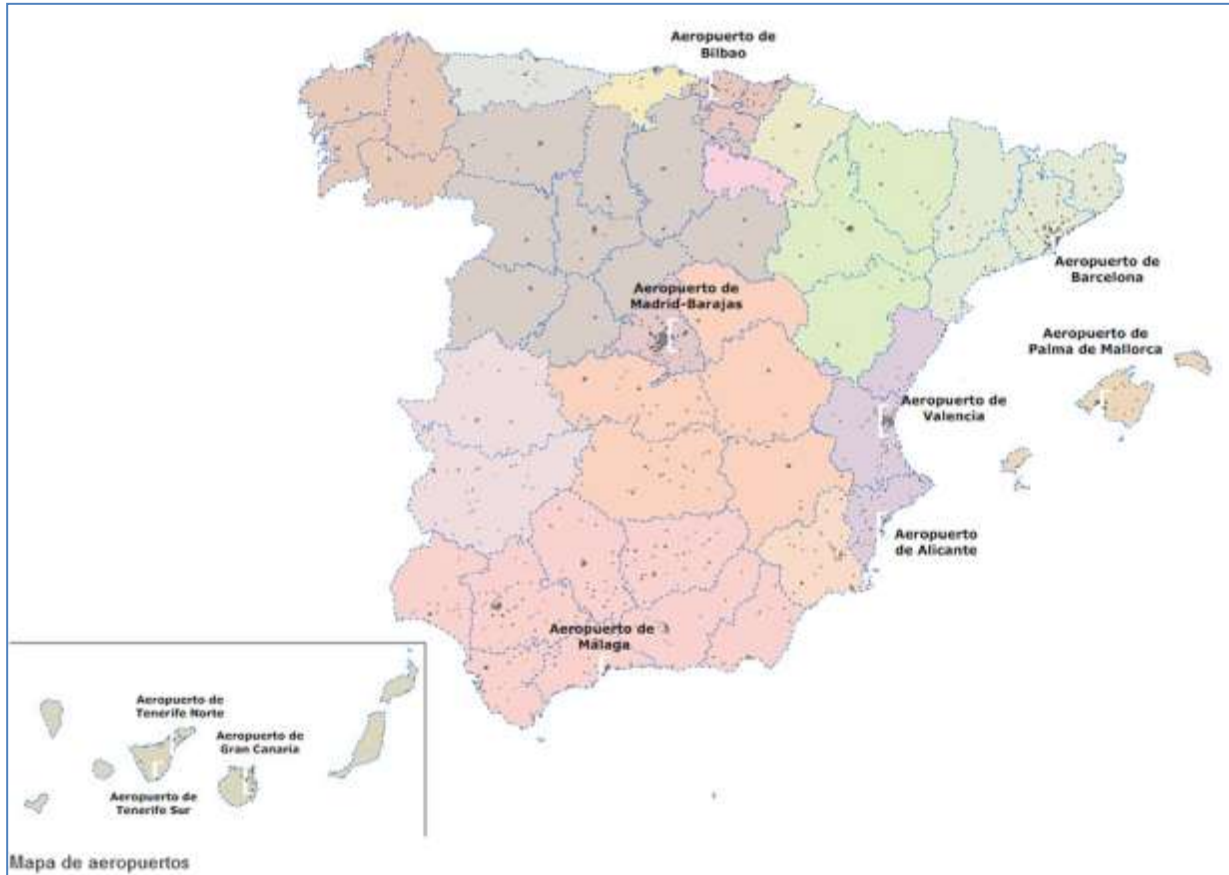 Aeropuerto de
Bilbao
Aeropuerto de
Barcelona
Aeropuerto de
Madrid-Barajas
Aeropuerto de
Palma de Mallorca
Aeropuerto de
Valencia
Aeropuerto
de Alicante
Aeropuerto de
Málaga
Aeropuerto de
Tenerife Norte
Aeropuerto de
Gran Canaria
Aeropuerto de
Tenerife Sur
Mapa de aeropuertos